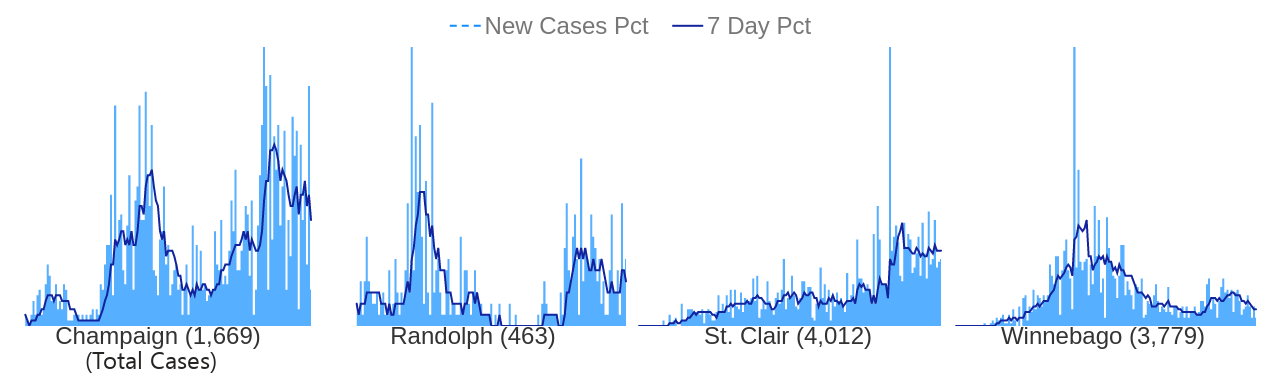 New Cases Pct 7 Day Pct
Champaign (1,669) Randolph (463) St. Clair (4,012) Winnebago (3,779)
(Total Cases)